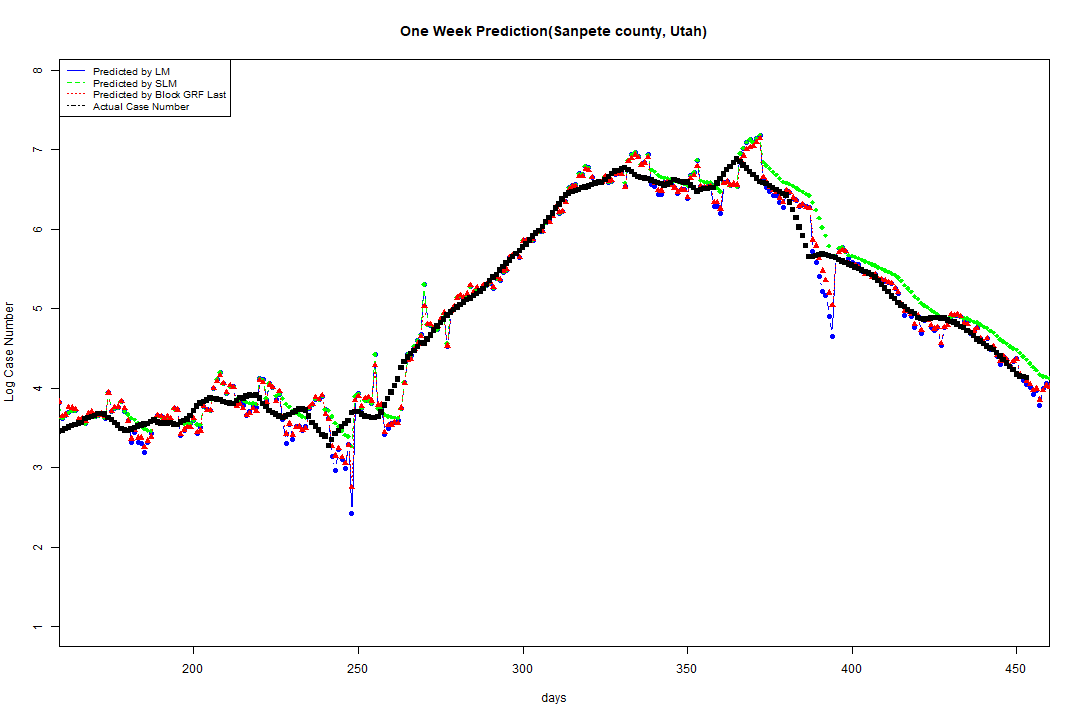 One Week Prediction(Sanpete county, Utah)
Predicted by LM
Predicted by SLM
Predicted by Block GRF Last
Actual Case Number
8
7
6
5
4
3
2
1
Log Case Number
200
250
300
350
400
450
days